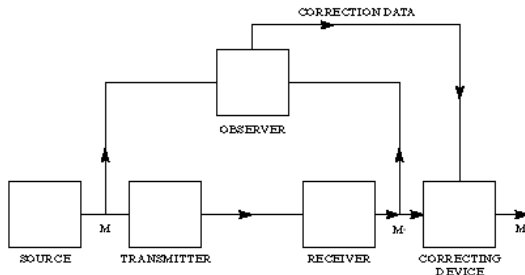 CORRECTION DATA
OBSERVER
M
M'
M
SOURCE
TRANSMITTER
RECEIVER
CORRECTING
DEVICE